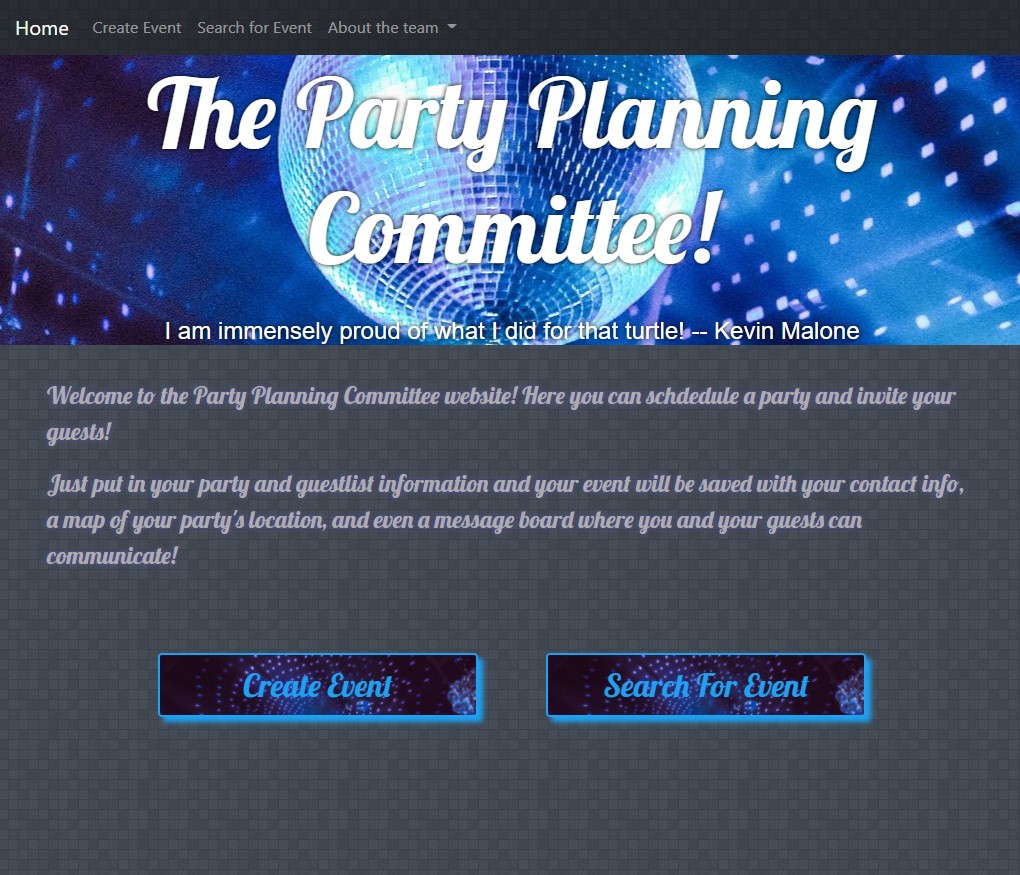 Home Create Event Search for Event About the team
The Party Planning
Committee!
I am immensely proud of what I did for that turtle! -- Kevin Malone
Welcome to the Party Planning Committee website! Here you can schdedule a party and invite your
guests!
Just put in your party and guestlist information and your event will be saved with your contact info,
a map of your party's location, and even a message board where you and your guests can
communicate!
Create Event Search For Event